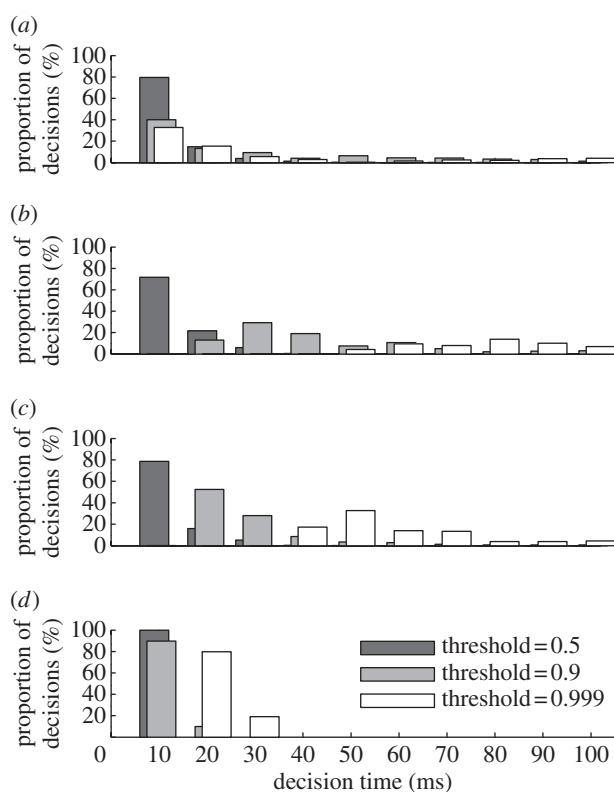 (a)
proportion of
decisions (%)
100
80
60
40
20
0
(b)
proportion of
decisions (%)
100
80
60
40
20
0
(c)
proportion of
decisions (%)
100
80
60
40
20
0
(d)
proportion of
decisions (%)
100
80
60
40
20
threshold=0.5
threshold=0.9
threshold=0.999
0 10 20 30 40 50 60 70 80 90 100
decision time (ms)